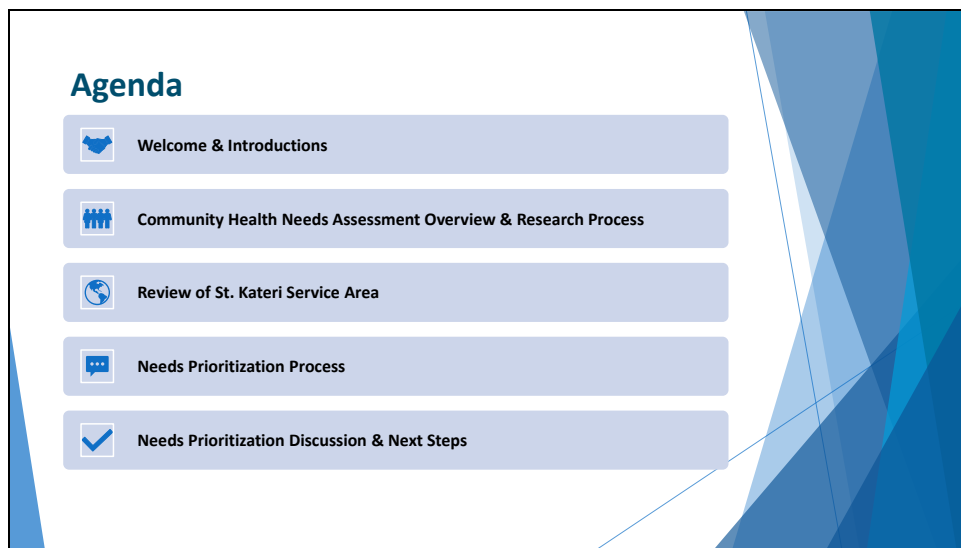 Agenda
Welcome & Introductions
Community Health Needs Assessment Overview & Research Process
Review of St. Kateri Service Area
Needs Prioritization Process
Needs Prioritization Discussion & Next Steps